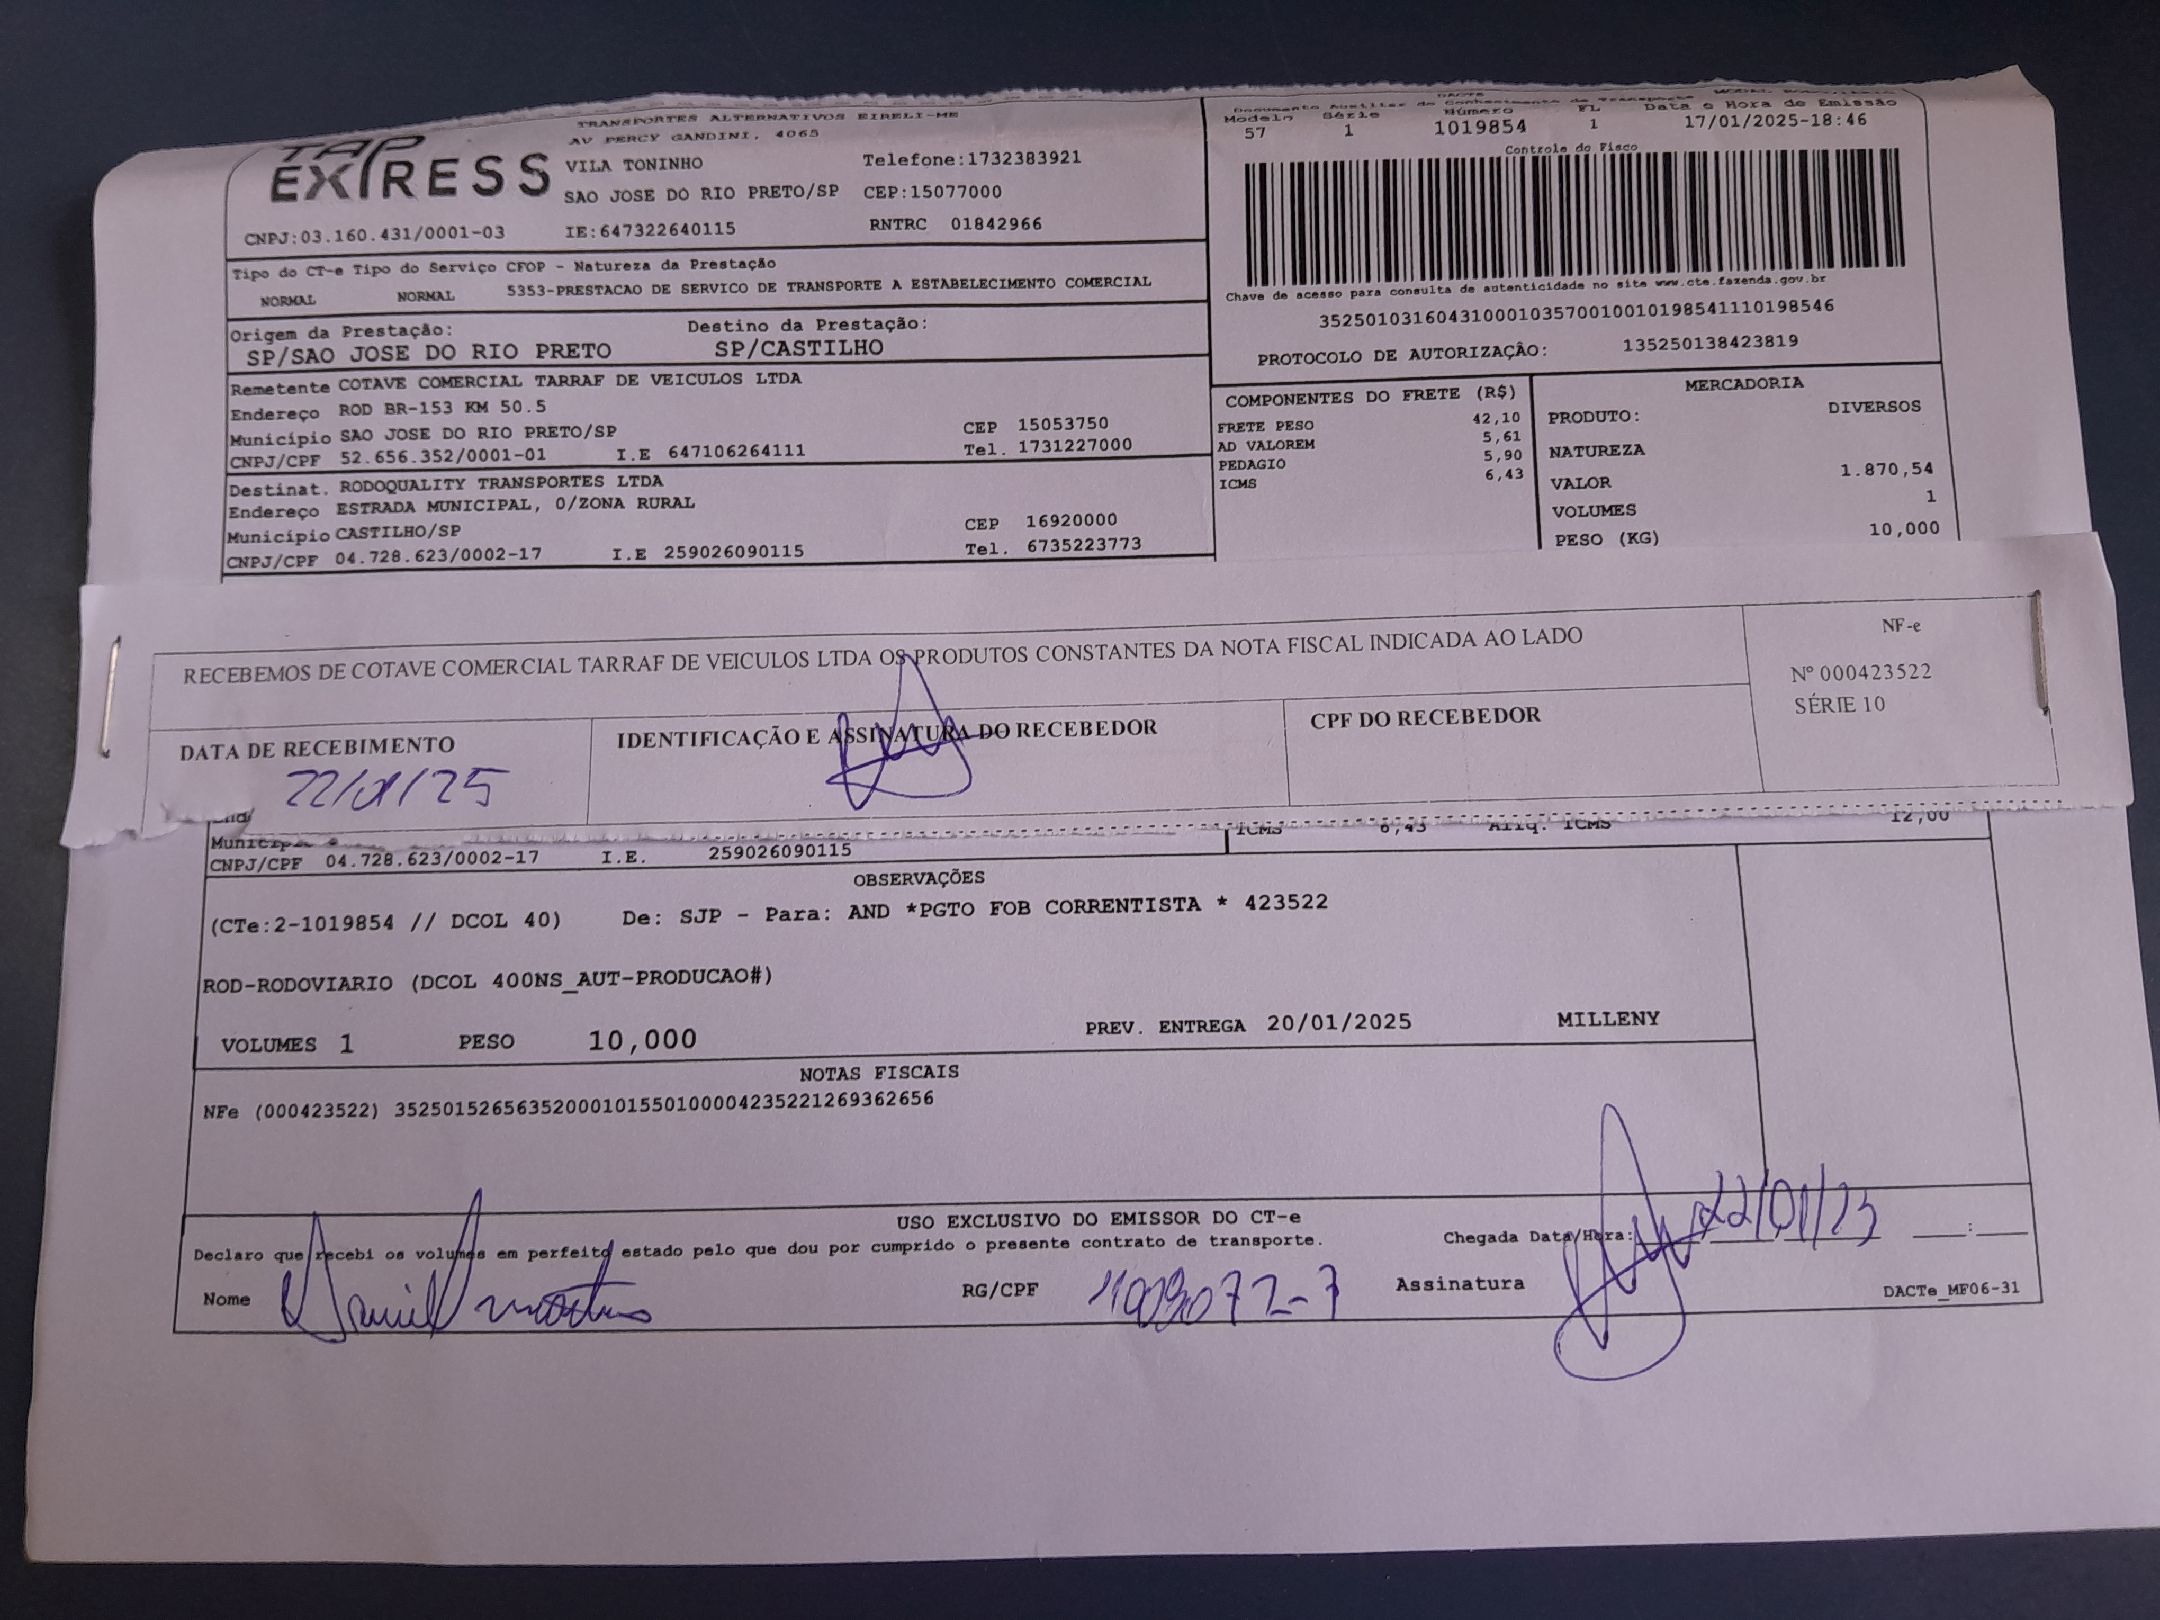 TAP EXPRESS
TRANSPORTES ALTERNATIVOS EIRELI-ME
AV PERCY GANDINI, 4065
VILA TONINHO Telefone:1732383921
SAO JOSE DO RIO PRETO/SP CEP:15077000
CNPJ:03.160.431/0001-03 IE:647322640115 RNTRC 01842966
Tipo do CT-e Tipo do Serviço CFOP - Natureza da Prestação
NORMAL NORMAL 5353-PRESTACAO DE SERVICO DE TRANSPORTE A ESTABELECIMENTO COMERCIAL
Origem da Prestação: Destino da Prestação:
SP/SAO JOSE DO RIO PRETO SP/CASTILHO
Remetente COTAVE COMERCIAL TARRAF DE VEICULOS LTDA
Endereço ROD BR-153 KM 50.5
Município SAO JOSE DO RIO PRETO/SP CEP 15053750
CNPJ/CPF 52.656.352/0001-01 I.E 647106264111 Tel. 1731227000
Destinat. RODOQUALITY TRANSPORTES LTDA
Endereço ESTRADA MUNICIPAL, 0/ZONA RURAL
Município CASTILHO/SP CEP 16920000
CNPJ/CPF 04.728.623/0002-17 I.E 259026090115 Tel. 6735223773
DACTE
Documento Auxiliar do Conhecimento de Transporte
Modelo Série Número FL Data e Hora de Emissão
57 1 1019854 1 17/01/2025-18:46
Controle do Fisco
Chave de acesso para consulta de autenticidade no site www.cte.fazenda.gov.br
35250103160431000103570010010198541110198546
PROTOCOLO DE AUTORIZAÇÃO: 135250138423819
COMPONENTES DO FRETE (R$)
FRETE PESO 42,10
AD VALOREM 5,61
PEDAGIO 5,90
ICMS 6,43
MERCADORIA
PRODUTO: DIVERSOS
NATUREZA
VALOR 1.870,54
VOLUMES 1
PESO (KG) 10,000
RECEBEMOS DE COTAVE COMERCIAL TARRAF DE VEICULOS LTDA OS PRODUTOS CONSTANTES DA NOTA FISCAL INDICADA AO LADO
NF-e
Nº 000423522
SÉRIE 10
DATA DE RECEBIMENTO
22/01/25
IDENTIFICAÇÃO E ASSINATURA DO RECEBEDOR
CPF DO RECEBEDOR
Município
CNPJ/CPF 04.728.623/0002-17 I.E. 259026090115
ICMS 6,43 Aliq. ICMS 12,00
OBSERVAÇÕES
(CTe:2-1019854 // DCOL 40) De: SJP - Para: AND *PGTO FOB CORRENTISTA * 423522
ROD-RODOVIARIO (DCOL 400NS_AUT-PRODUCAO#)
VOLUMES 1 PESO 10,000 PREV. ENTREGA 20/01/2025 MILLENY
NOTAS FISCAIS
NFe (000423522) 35250152656352000101550100004235221269362656
USO EXCLUSIVO DO EMISSOR DO CT-e
Declaro que recebi os volumes em perfeito estado pelo que dou por cumprido o presente contrato de transporte.
Chegada Data/Hora: 22/01/25 :
Nome Daniel RG/CPF Assinatura
DACTe_MF06-31